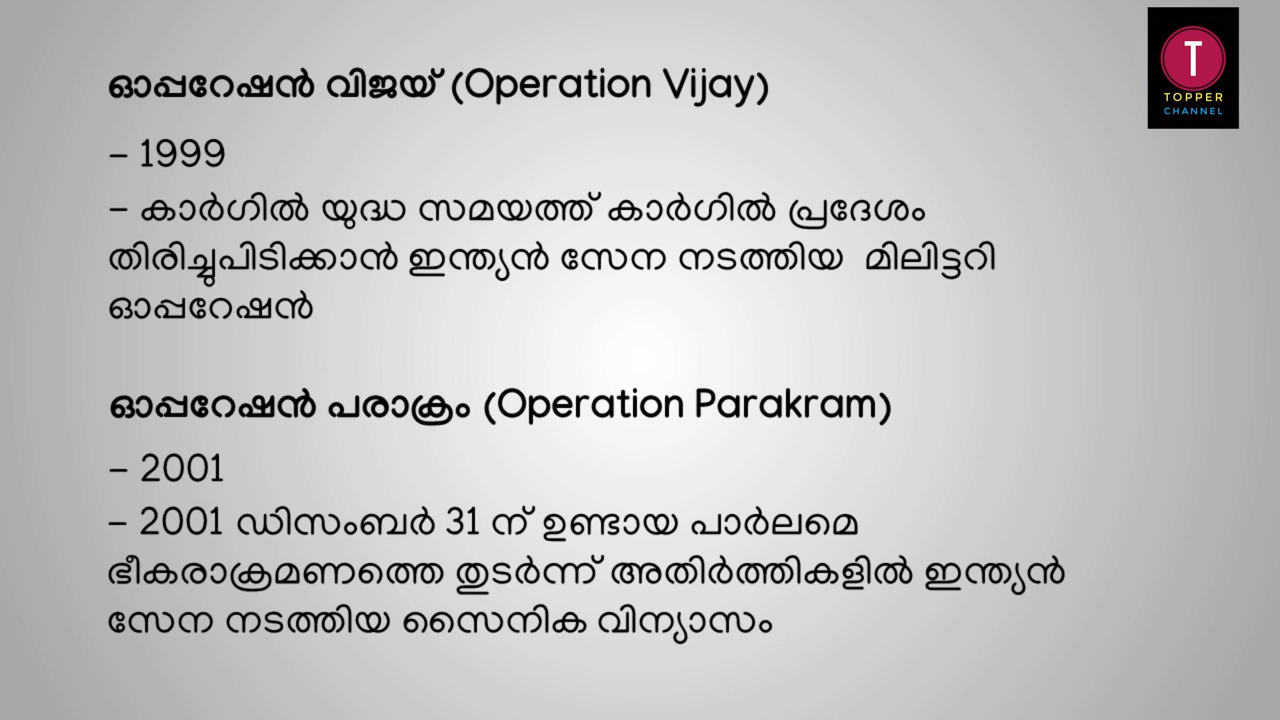 ഓപ്പറേഷൻ വിജയ് (Operation Vijay)
T
TOPPER
CHANNEL
– 1999
– കാർഗിൽ യുദ്ധ സമയത്ത് കാർഗിൽ പ്രദേശം
തിരിച്ചുപിടിക്കാൻ ഇന്ത്യൻ സേന നടത്തിയ മിലിട്ടറി
ഓപ്പറേഷൻ
ഓപ്പറേഷൻ പരാക്രം (Operation Parakram)
– 2001
– 2001 ഡിസംബർ 31 ന് ഉണ്ടായ പാർലമെ
ഭീകരാക്രമണത്തെ തുടർന്ന് അതിർത്തികളിൽ ഇന്ത്യൻ
സേന നടത്തിയ സൈനിക വിന്യാസം